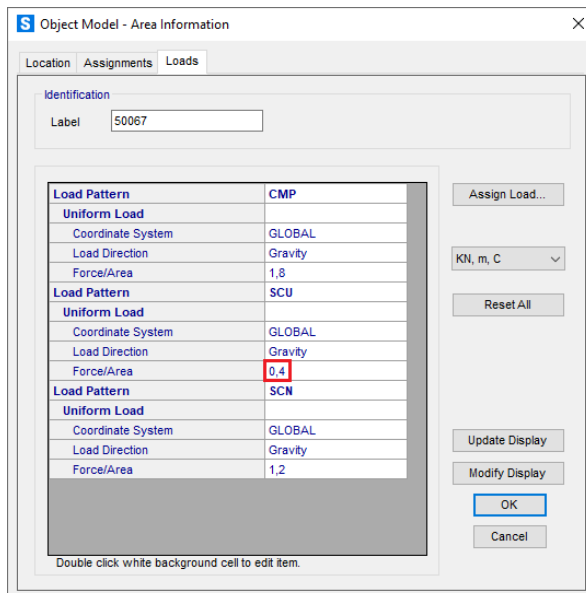 S Object Model - Area Information
Location Assignments Loads
Identification
Label 50067
Load Pattern CMP
Uniform Load
Coordinate System GLOBAL
Load Direction Gravity
Force/Area 1,8
Load Pattern SCU
Uniform Load
Coordinate System GLOBAL
Load Direction Gravity
Force/Area 0,4
Load Pattern SCN
Uniform Load
Coordinate System GLOBAL
Load Direction Gravity
Force/Area 1,2
Double click white background cell to edit item.
Assign Load...
KN, m, C
Reset All
Update Display
Modify Display
OK
Cancel